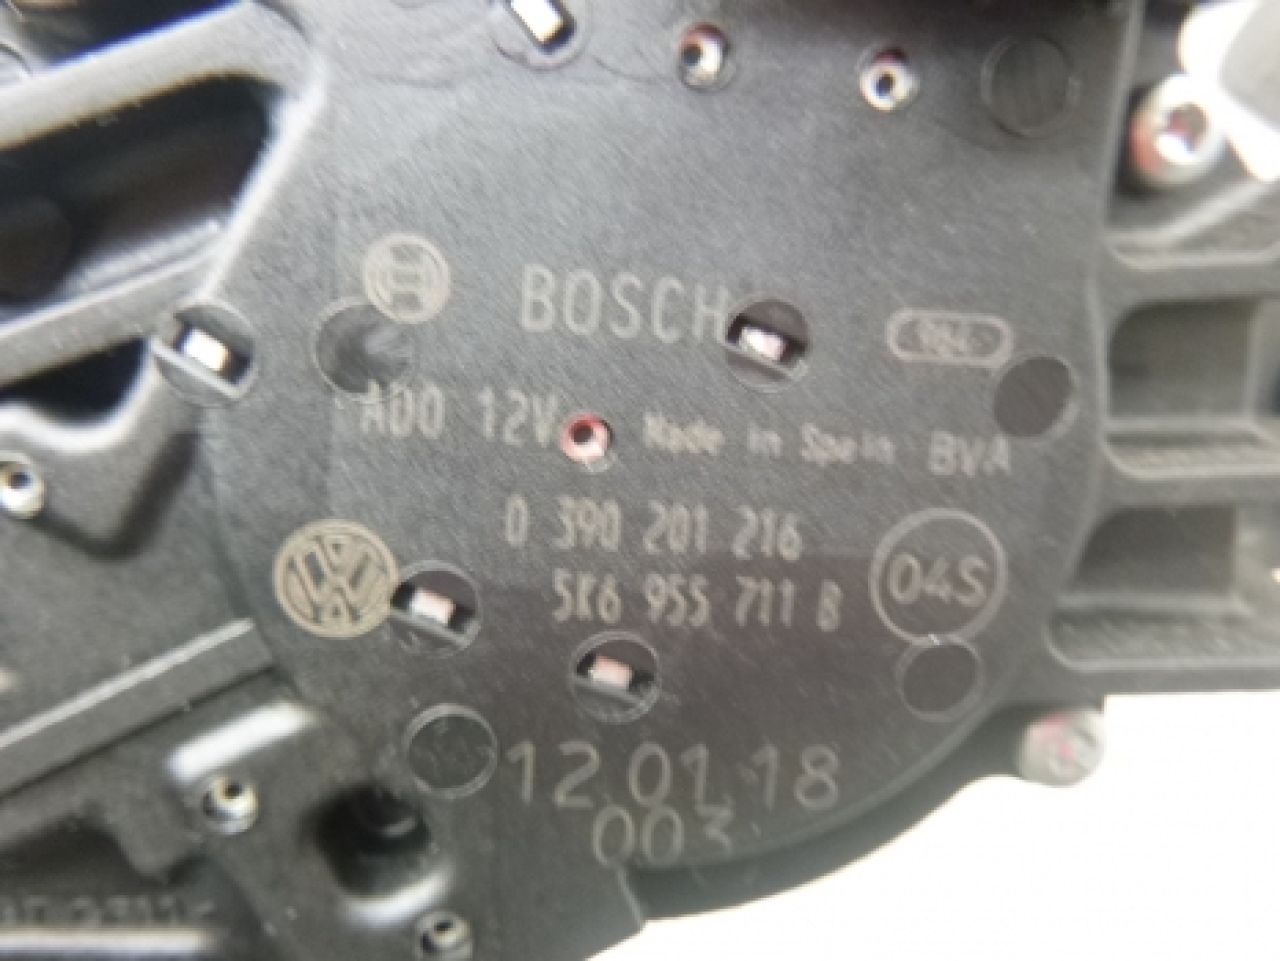 BOSCH 984
ADO 12V Made in Spain BVA
0 390 201 216
5K6 955 711 B 04S
12.01.18
003